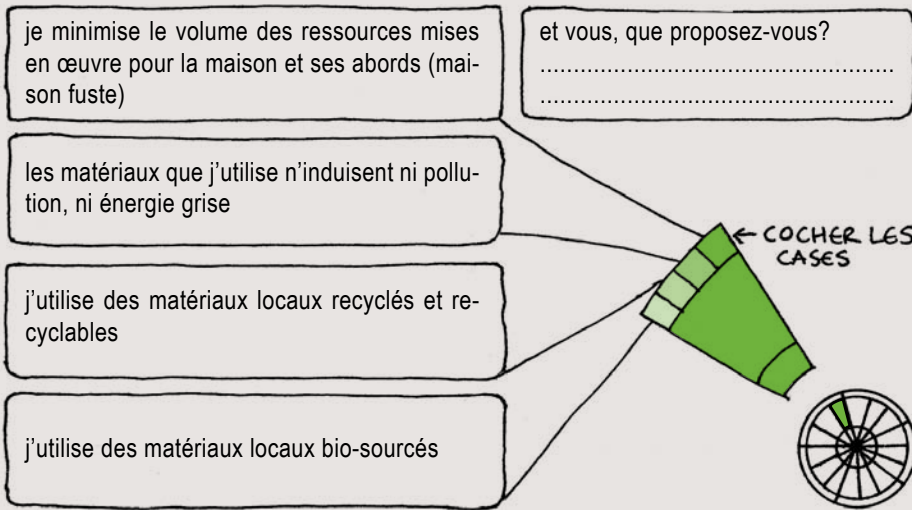 je minimise le volume des ressources mises
en œuvre pour la maison et ses abords (mai-
son fuste)
et vous, que proposez-vous?
......................................................
......................................................
les matériaux que j’utilise n’induisent ni pollu-
tion, ni énergie grise
← COCHER LES
CASES
j’utilise des matériaux locaux recyclés et re-
cyclables
j’utilise des matériaux locaux bio-sourcés